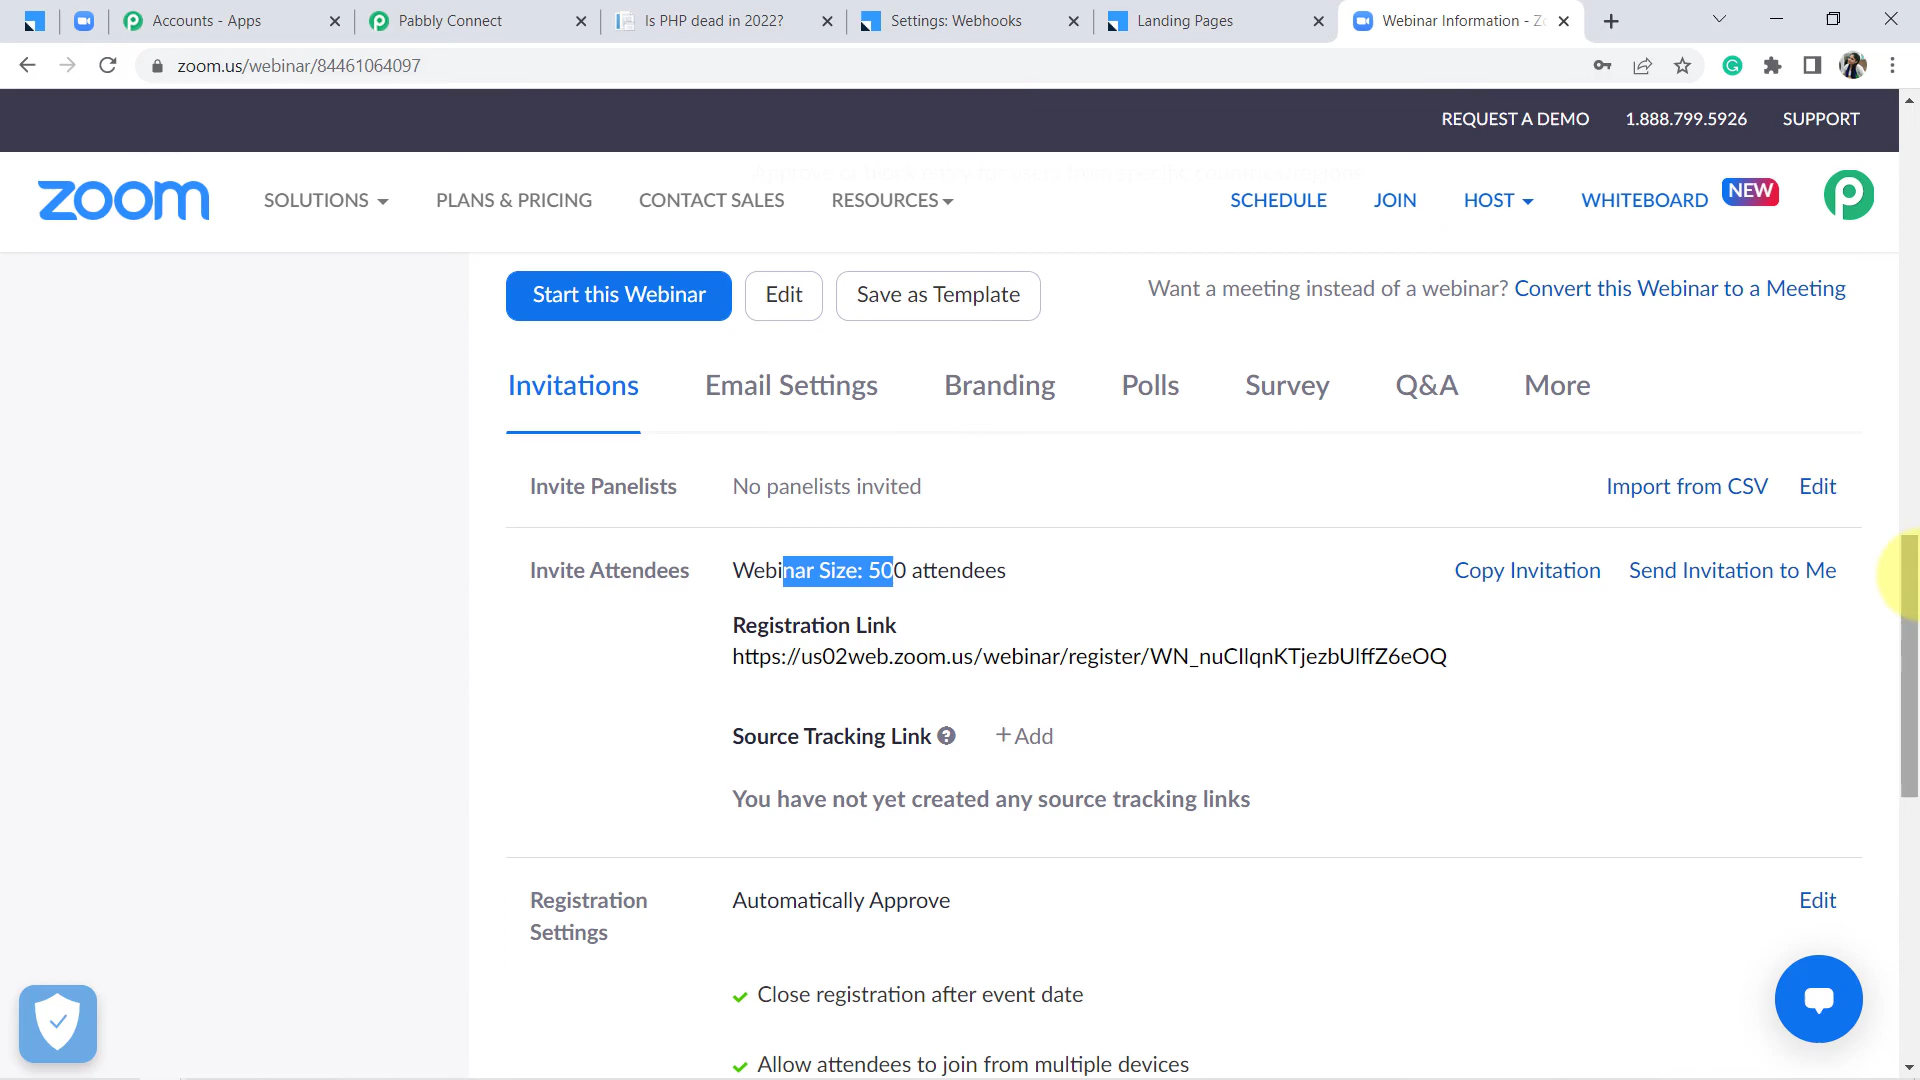 Accounts - Apps
Pabbly Connect
Is PHP dead in 2022?
Settings: Webhooks
Landing Pages
Webinar Information - Zo
zoom.us/webinar/84461064097
REQUEST A DEMO
1.888.799.5926
SUPPORT
zoom
SOLUTIONS
PLANS & PRICING
CONTACT SALES
RESOURCES
SCHEDULE
JOIN
HOST
WHITEBOARD
NEW
Start this Webinar
Edit
Save as Template
Want a meeting instead of a webinar? Convert this Webinar to a Meeting
Invitations
Email Settings
Branding
Polls
Survey
Q&A
More
Invite Panelists
No panelists invited
Import from CSV
Edit
Invite Attendees
Webinar Size: 500 attendees
Copy Invitation
Send Invitation to Me
Registration Link
https://us02web.zoom.us/webinar/register/WN_nuCIlqnKTjezbUlffZ6eOQ
Source Tracking Link
+Add
You have not yet created any source tracking links
Registration
Settings
Automatically Approve
Edit
Close registration after event date
Allow attendees to join from multiple devices